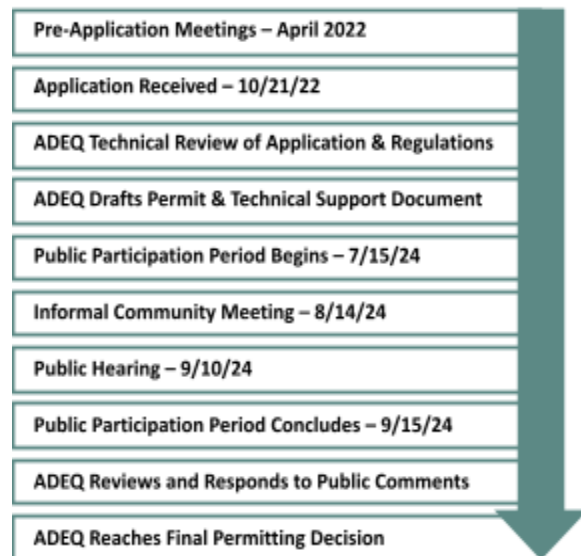 Pre-Application Meetings – April 2022
Application Received – 10/21/22
ADEQ Technical Review of Application & Regulations
ADEQ Drafts Permit & Technical Support Document
Public Participation Period Begins – 7/15/24
Informal Community Meeting – 8/14/24
Public Hearing – 9/10/24
Public Participation Period Concludes – 9/15/24
ADEQ Reviews and Responds to Public Comments
ADEQ Reaches Final Permitting Decision